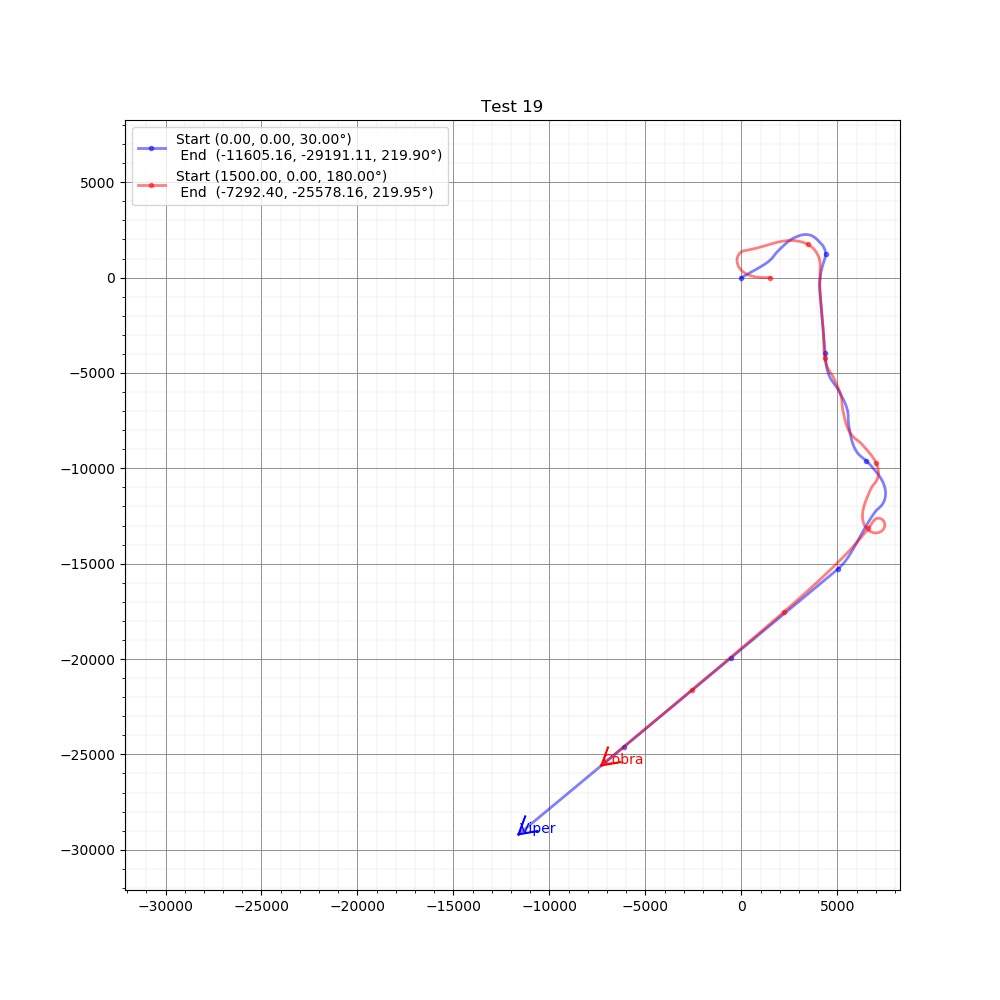 Test 19
Start (0.00, 0.00, 30.00°)
End (-11605.16, -29191.11, 219.90°)
Start (1500.00, 0.00, 180.00°)
End (-7292.40, -25578.16, 219.95°)
5000
0
−5000
−10000
−15000
−20000
−25000
−30000
Cobra
Viper
−30000 −25000 −20000 −15000 −10000 −5000 0 5000